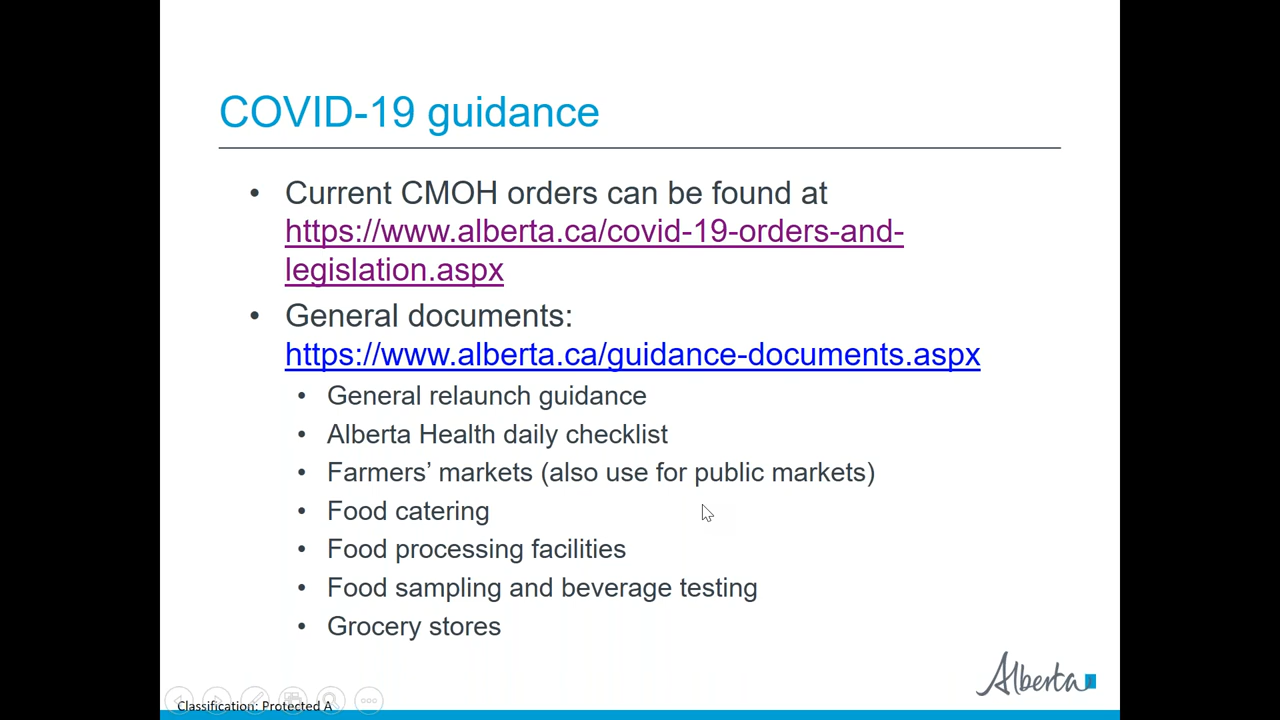 COVID-19 guidance
• Current CMOH orders can be found at
https://www.alberta.ca/covid-19-orders-and-
legislation.aspx
• General documents:
https://www.alberta.ca/guidance-documents.aspx
• General relaunch guidance
• Alberta Health daily checklist
• Farmers’ markets (also use for public markets)
• Food catering
• Food processing facilities
• Food sampling and beverage testing
• Grocery stores
Alberta
Classification: Protected A